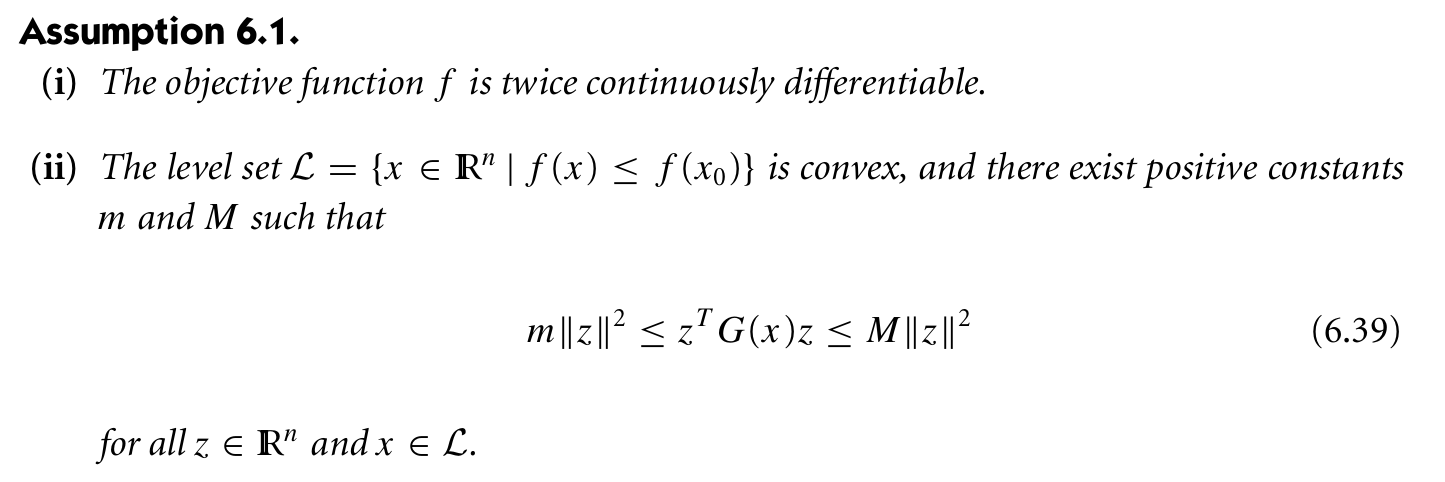 Assumption 6.1.
(i) The objective function f is twice continuously differentiable.
(ii) The level set ℒ = {x ∈ ℝⁿ | f(x) ≤ f(x₀)} is convex, and there exist positive constants
m and M such that
m‖z‖² ≤ zᵀG(x)z ≤ M‖z‖² (6.39)
for all z ∈ ℝⁿ and x ∈ ℒ.